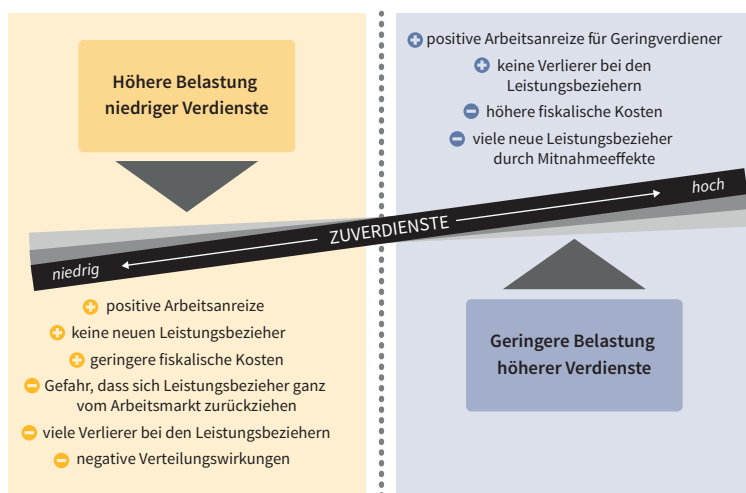 Höhere Belastung
niedriger Verdienste
niedrig
ZUVERDIENSTE
hoch
+ positive Arbeitsanreize
+ keine neuen Leistungsbezieher
+ geringere fiskalische Kosten
− Gefahr, dass sich Leistungsbezieher ganz
vom Arbeitsmarkt zurückziehen
− viele Verlierer bei den Leistungsbeziehern
− negative Verteilungswirkungen
+ positive Arbeitsanreize für Geringverdiener
+ keine Verlierer bei den
Leistungsbeziehern
− höhere fiskalische Kosten
− viele neue Leistungsbezieher
durch Mitnahmeeffekte
Geringere Belastung
höherer Verdienste